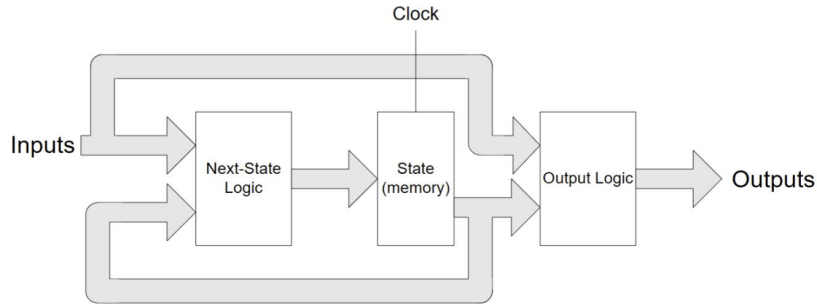 Clock
Inputs
Next-State
Logic
State
(memory)
Output Logic
Outputs